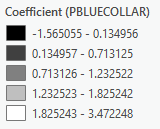 Coefficient (PBLUECOLLAR)
-1.565055 - 0.134956
0.134957 - 0.713125
0.713126 - 1.232522
1.232523 - 1.825242
1.825243 - 3.472248